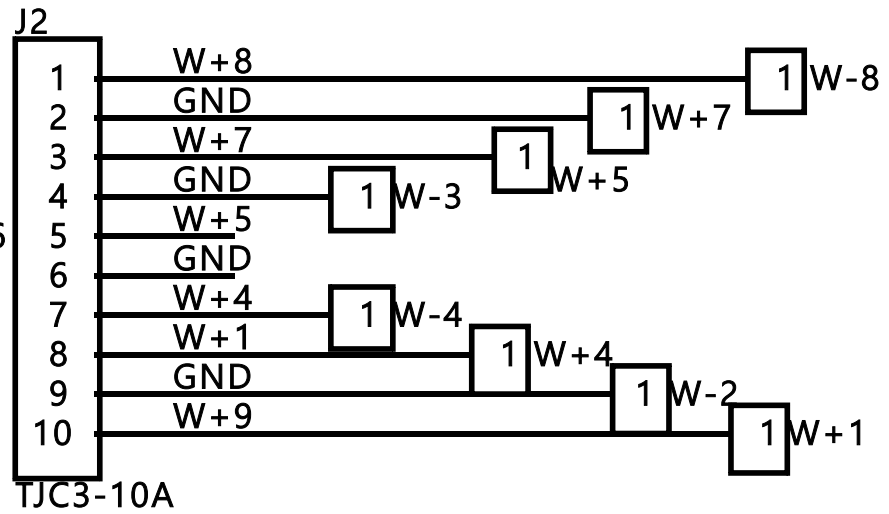 J2
1 W+8 1 W-8
2 GND 1 W+7
3 W+7 1 W+5
4 GND 1 W-3
5 W+5
6 GND
7 W+4 1 W-4
8 W+1 1 W+4
9 GND 1 W-2
10 W+9 1 W+1
TJC3-10A